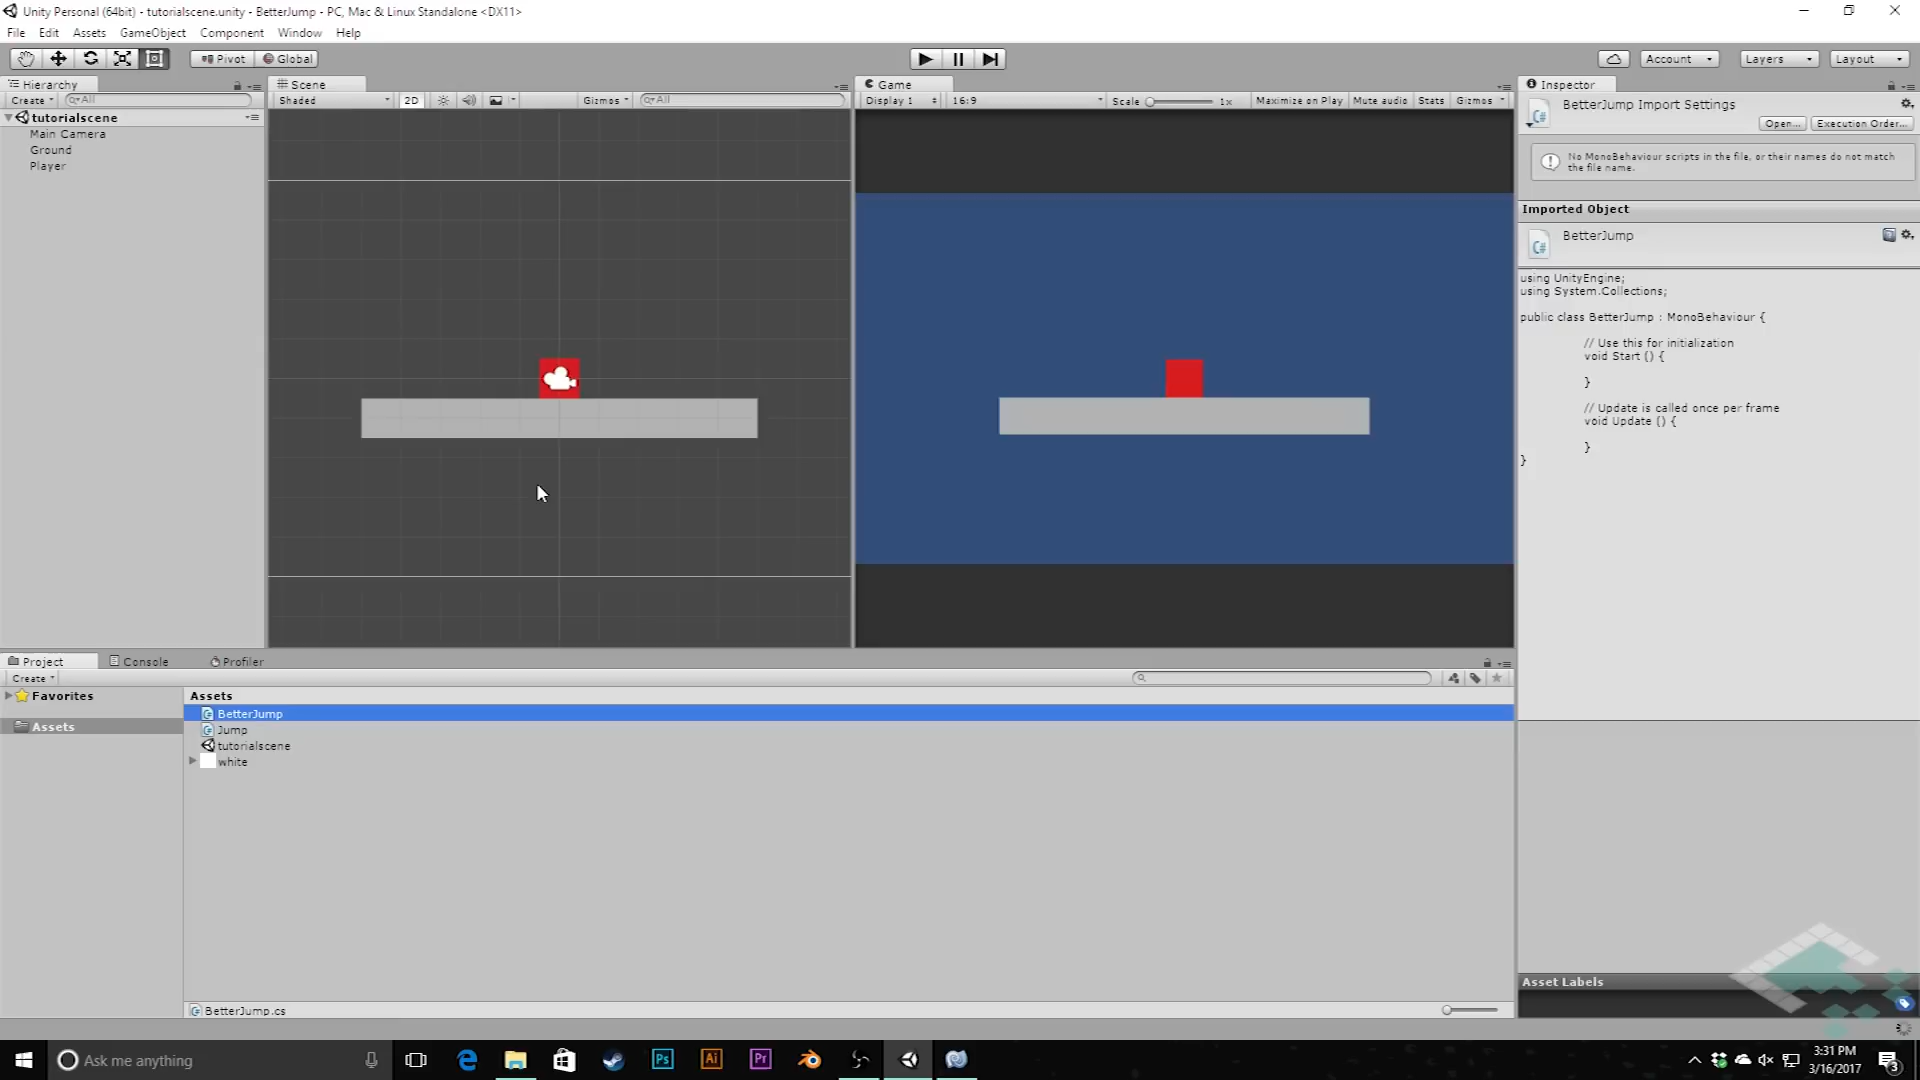 Unity Personal (64bit) - tutorialscene.unity - BetterJump - PC, Mac & Linux Standalone <DX11>
File Edit Assets GameObject Component Window Help
Pivot Global Account Layers Layout
Hierarchy
Create All
tutorialscene
Main Camera
Ground
Player
Scene
Shaded 2D Gizmos All
Game
Display 1 16:9 Scale 1x Maximize on Play Mute audio Stats Gizmos
Inspector
BetterJump Import Settings
Open... Execution Order...
No MonoBehaviour scripts in the file, or their names do not match
the file name.
Imported Object
BetterJump
C#
using UnityEngine;
using System.Collections;
public class BetterJump : MonoBehaviour {
// Use this for initialization
void Start () {
}
// Update is called once per frame
void Update () {
}
}
Project Console Profiler
Create
Favorites
Assets
Assets
BetterJump
Jump
tutorialscene
white
BetterJump.cs
Asset Labels
Ask me anything
Ps Ai Pr
3:31 PM
3/16/2017
3